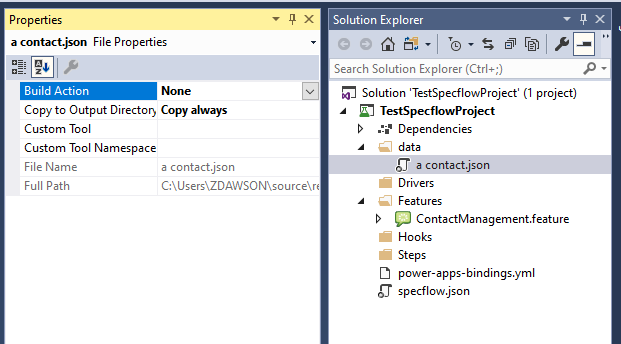 Properties
a contact.json File Properties
Build Action None
Copy to Output Directory Copy always
Custom Tool
Custom Tool Namespace
File Name a contact.json
Full Path C:\Users\ZDAWSON\source\re
Solution Explorer
Search Solution Explorer (Ctrl+;)
Solution 'TestSpecflowProject' (1 project)
TestSpecflowProject
Dependencies
data
a contact.json
Drivers
Features
ContactManagement.feature
Hooks
Steps
power-apps-bindings.yml
specflow.json